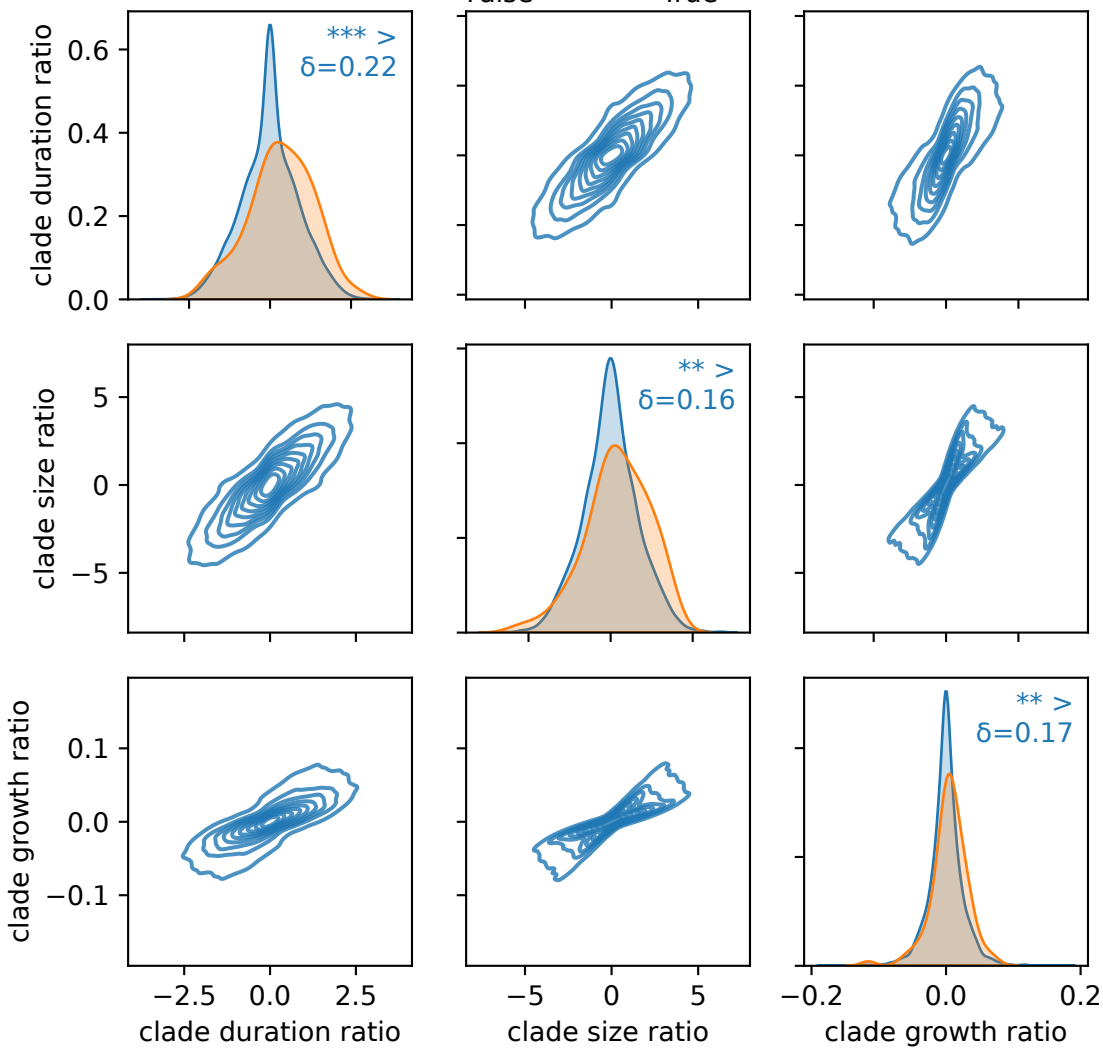 clade duration ratio
0.6
0.4
0.2
0.0
*** >
δ=0.22
clade size ratio
5
0
−5
** >
δ=0.16
clade growth ratio
0.1
0.0
−0.1
** >
δ=0.17
−2.5 0.0 2.5
−5 0 5
−0.2 0.0 0.2
clade duration ratio
clade size ratio
clade growth ratio